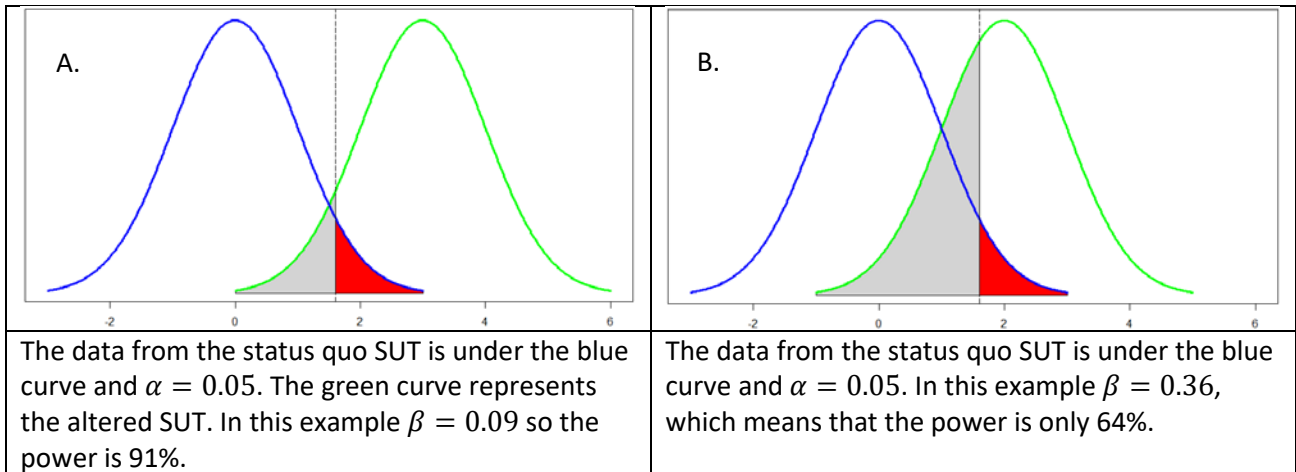 A.
-2 0 2 4 6
The data from the status quo SUT is under the blue
curve and α = 0.05. The green curve represents
the altered SUT. In this example β = 0.09 so the
power is 91%.
B.
-2 0 2 4 6
The data from the status quo SUT is under the blue
curve and α = 0.05. In this example β = 0.36,
which means that the power is only 64%.